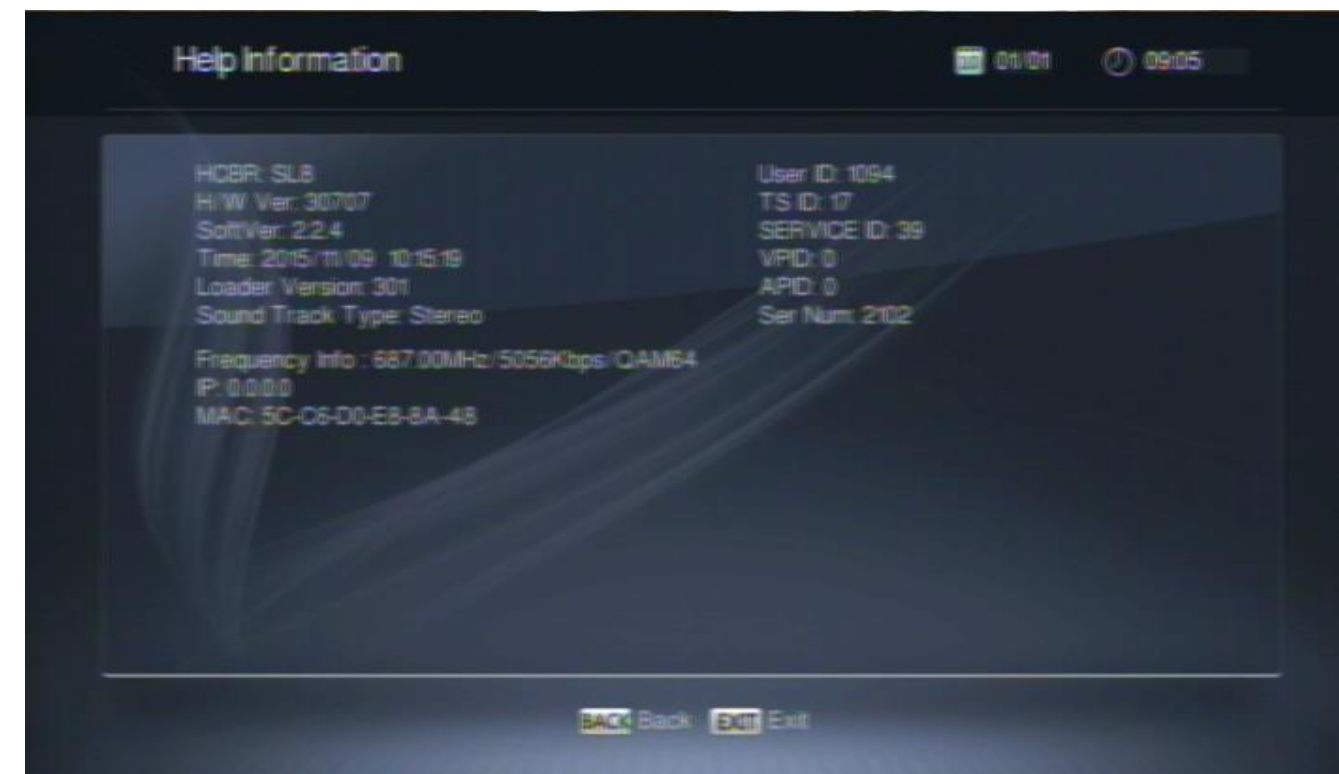 Help Information
01/01
09:05
HCBR: SL8
H/W Ver: 30707
SoftVer: 2.2.4
Time: 2015/11/09 10:15:19
Loader Version: 301
Sound Track Type: Stereo
Frequency Info : 687.00MHz/5056Kbps/QAM64
IP: 0.0.0.0
MAC: 5C-C6-D0-E8-8A-48
User ID: 1094
TS ID: 17
SERVICE ID: 39
VPID: 0
APID: 0
Ser Num: 2102
BACK Back EXIT Exit